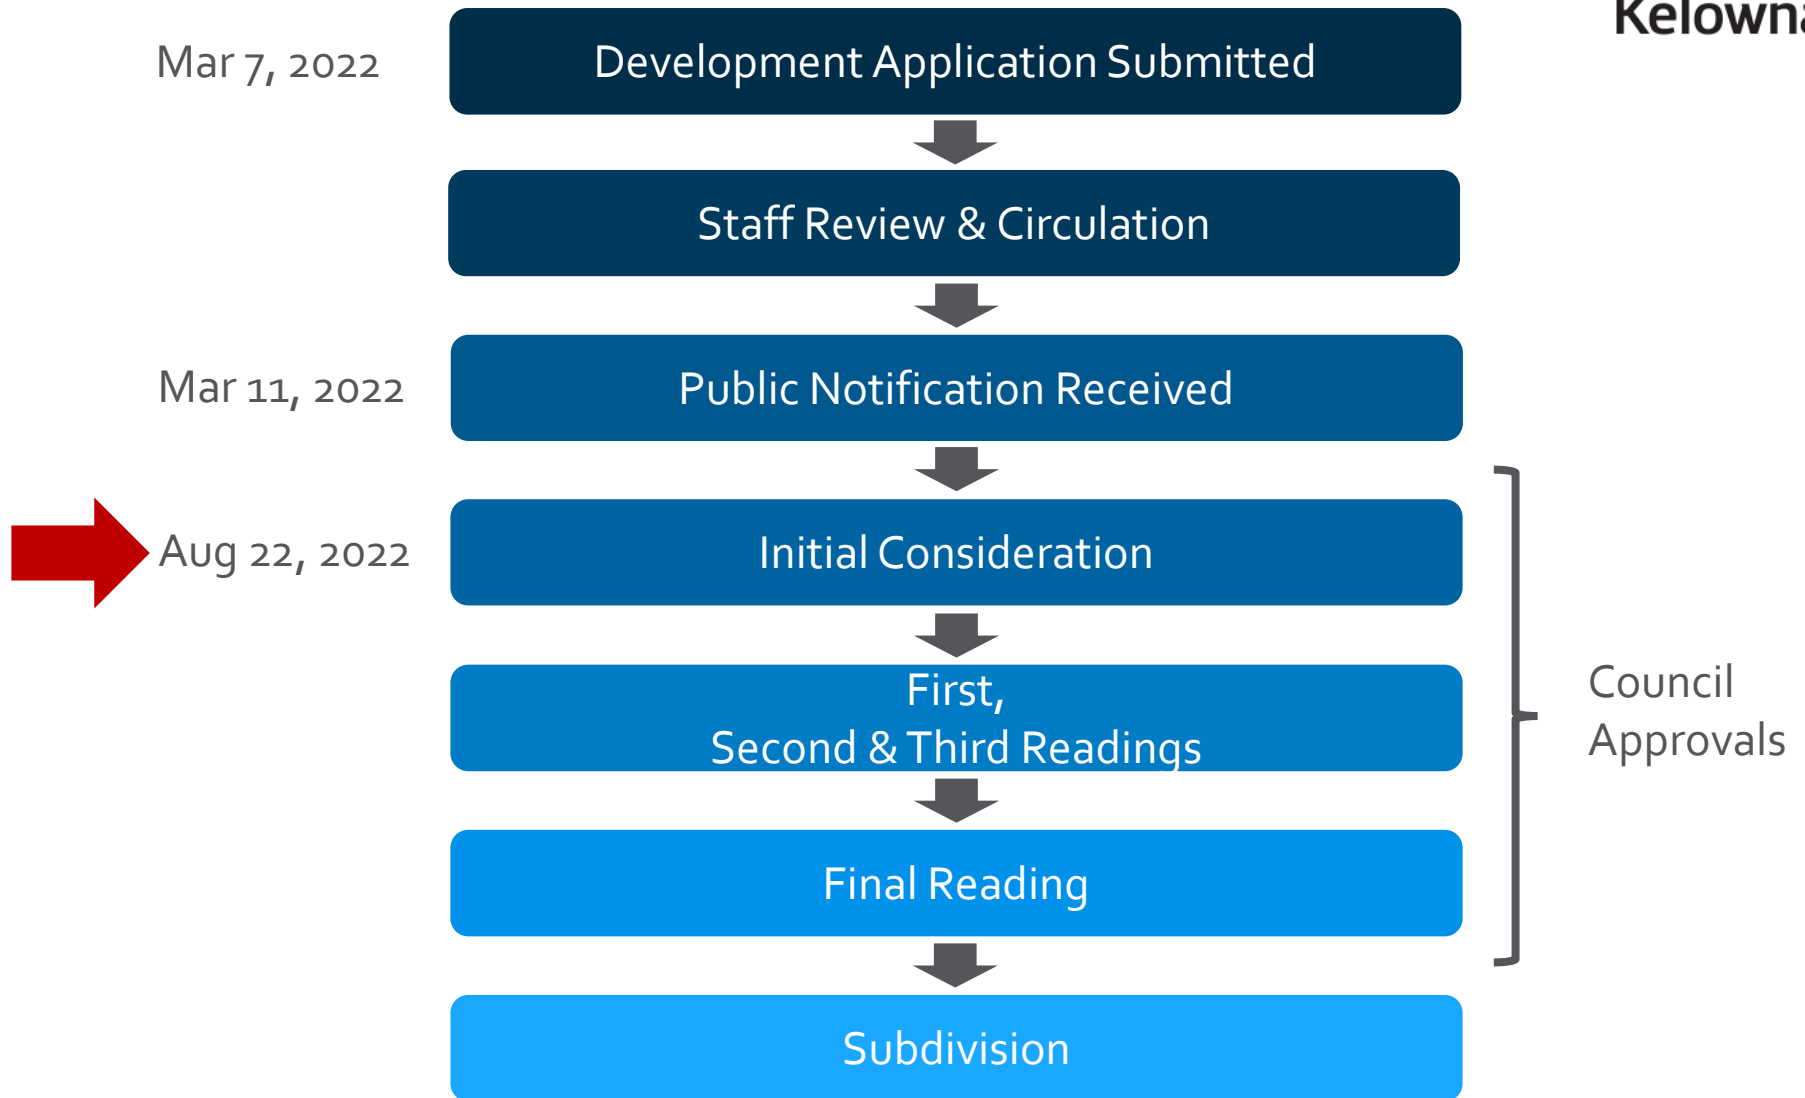 Kelowna
Mar 7, 2022
Development Application Submitted
Staff Review & Circulation
Mar 11, 2022
Public Notification Received
Aug 22, 2022
Initial Consideration
First,
Second & Third Readings
Council
Approvals
Final Reading
Subdivision